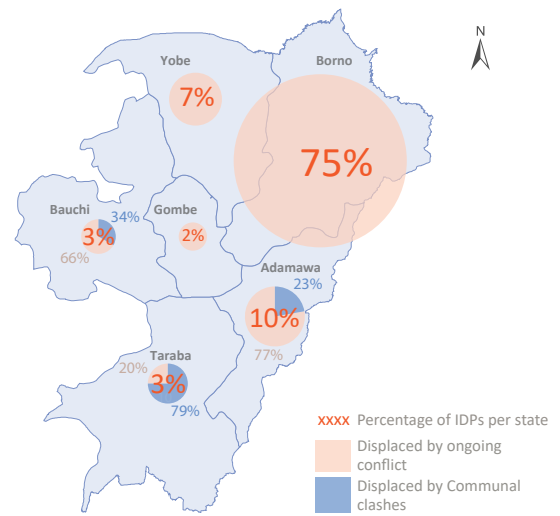 N
Yobe
Borno
7%
75%
Bauchi
34%
Gombe
3%
2%
66%
Adamawa
23%
10%
Taraba
77%
20%
3%
79%
XXXX Percentage of IDPs per state
Displaced by ongoing
conflict
Displaced by Communal
clashes